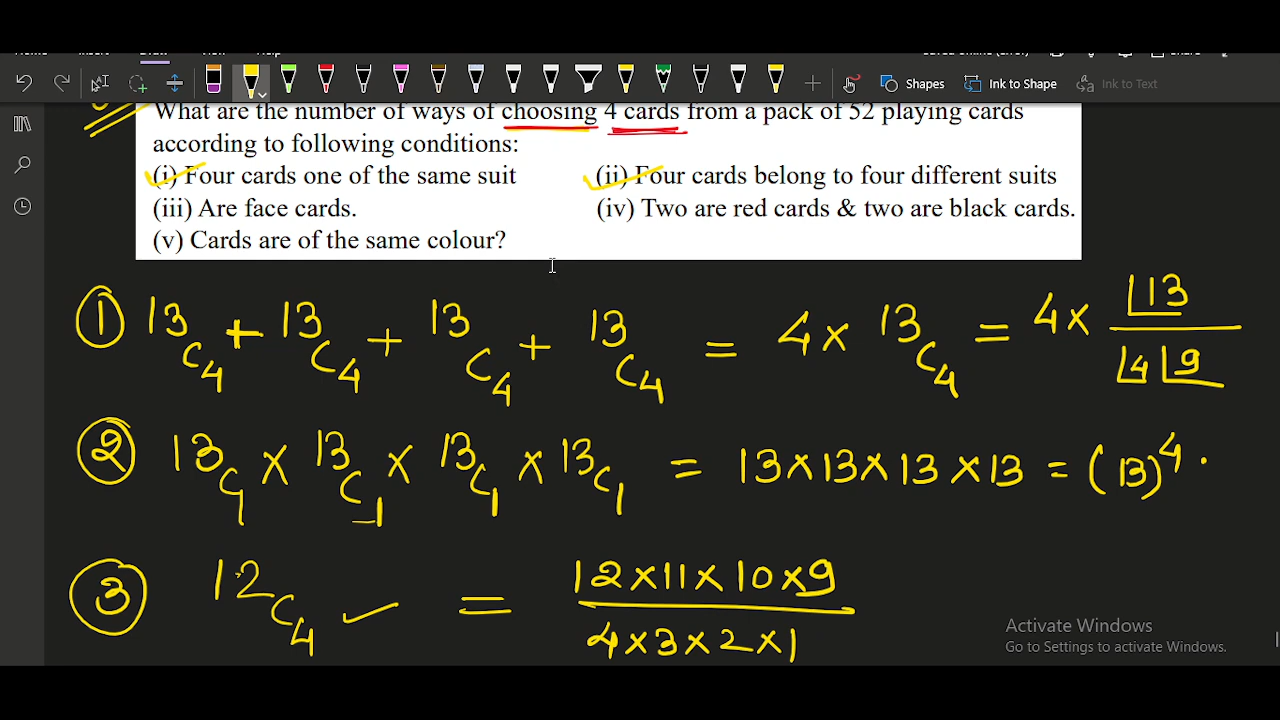 Shapes Ink to Shape Ink to Text
What are the number of ways of choosing 4 cards from a pack of 52 playing cards
according to following conditions:
(i) Four cards one of the same suit (ii) Four cards belong to four different suits
(iii) Are face cards. (iv) Two are red cards & two are black cards.
(v) Cards are of the same colour?
① 13C4 + 13C4 + 13C4 + 13C4 = 4 × 13C4 = 4 × |13 / |4 |9
② 13C1 × 13C1 × 13C1 × 13C1 = 13×13×13×13 = (13)^4 .
③ 12C4 ✓ = 12×11×10×9 / 4×3×2×1
Activate Windows
Go to Settings to activate Windows.